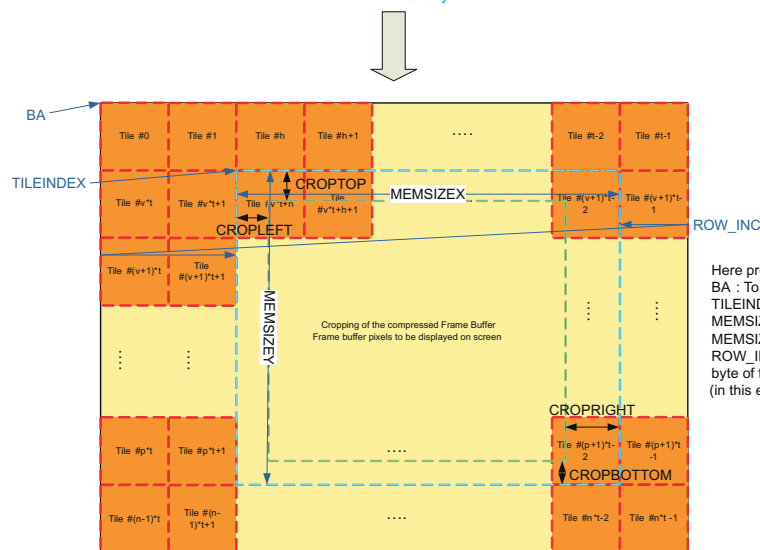 BA
Tile #0
Tile #1
Tile #h
Tile #h+1
....
Tile #t-2
Tile #t-1
TILEINDEX
CROPTOP
MEMSIZEX
Tile #v*t
Tile #v*t+1
Tile #v*t+h
Tile
#v*t+h+1
Tile #(v+1)*t-
2
Tile #(v+1)*t-
1
CROPLEFT
ROW_INC
Tile #(v+1)*t
Tile
#(v+1)*t+1
Here pr
BA : To
TILEIND
MEMSIZ
MEMSIZ
ROW_I
byte of t
(in this e
MEMSIZEY
Cropping of the compressed Frame Buffer
Frame buffer pixels to be displayed on screen
....
....
....
....
CROPRIGHT
Tile #p*t
Tile #p*t+1
....
Tile #(p+1)*t-
2
Tile #(p+1)*t
-1
CROPBOTTOM
Tile #(n-1)*t
Tile #(n-
1)*t+1
....
Tile #n*t-2
Tile #n*t -1